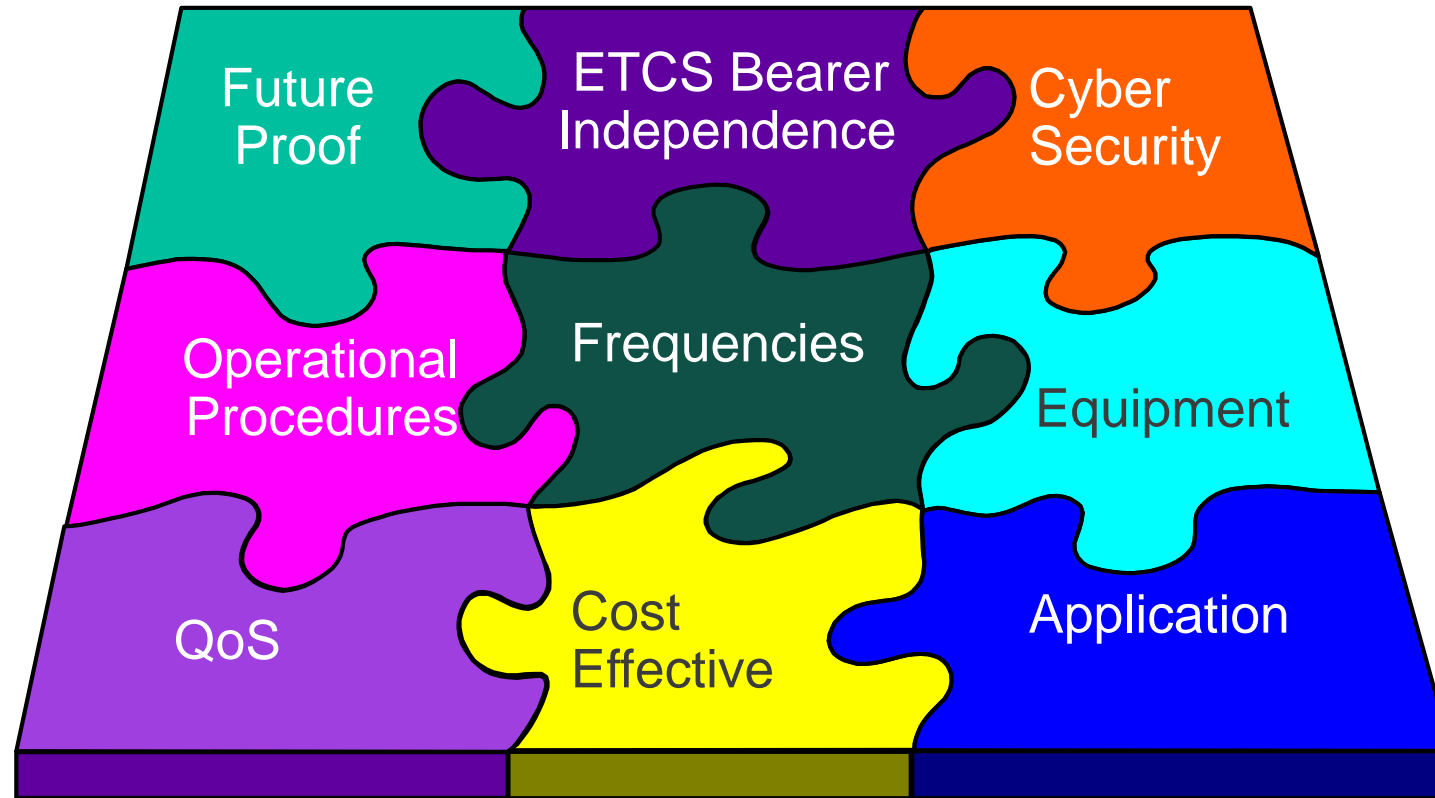 Future
Proof
ETCS Bearer
Independence
Cyber
Security
Operational
Procedures
Frequencies
Equipment
QoS
Cost
Effective
Application